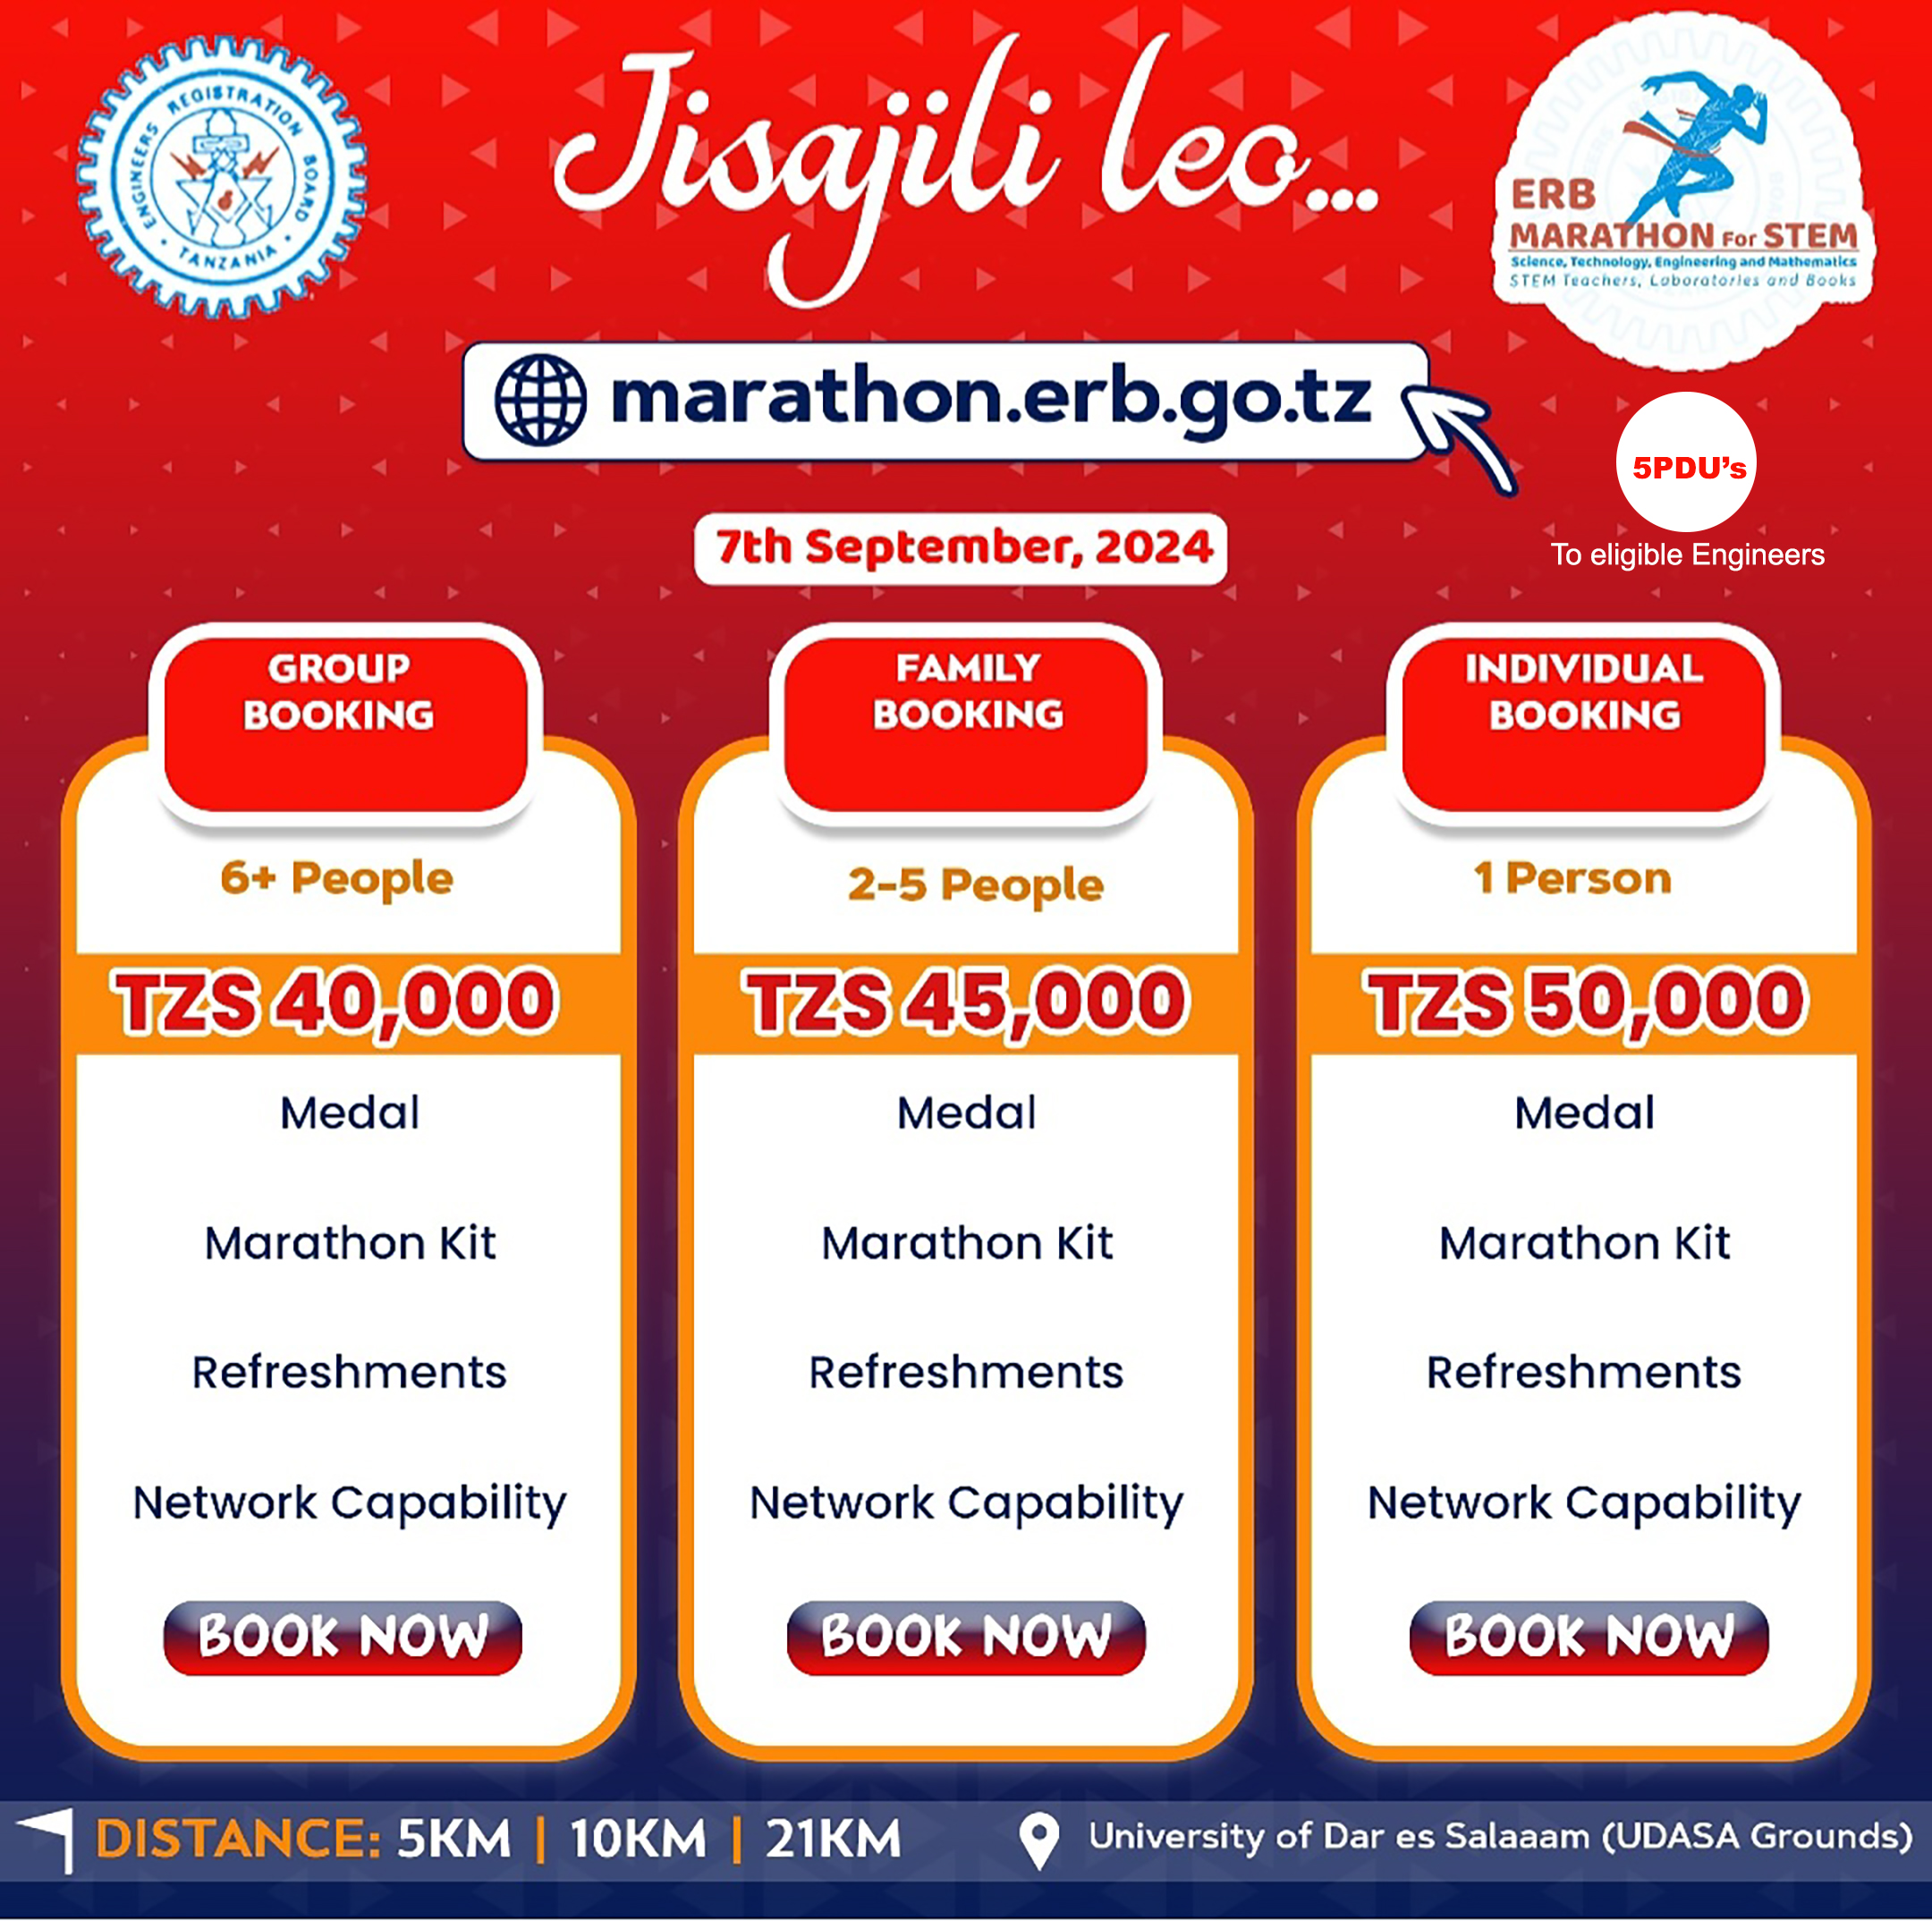 ENGINEERS REGISTRATION BOARD
• TANZANIA •
Jisajili leo...
ERB
MARATHON For STEM
Science, Technology, Engineering and Mathematics
STEM Teachers, Laboratories and Books
marathon.erb.go.tz
5PDU's
To eligible Engineers
7th September, 2024
GROUP
BOOKING
6+ People
TZS 40,000
Medal
Marathon Kit
Refreshments
Network Capability
BOOK NOW
FAMILY
BOOKING
2-5 People
TZS 45,000
Medal
Marathon Kit
Refreshments
Network Capability
BOOK NOW
INDIVIDUAL
BOOKING
1 Person
TZS 50,000
Medal
Marathon Kit
Refreshments
Network Capability
BOOK NOW
DISTANCE: 5KM | 10KM | 21KM
University of Dar es Salaaam (UDASA Grounds)